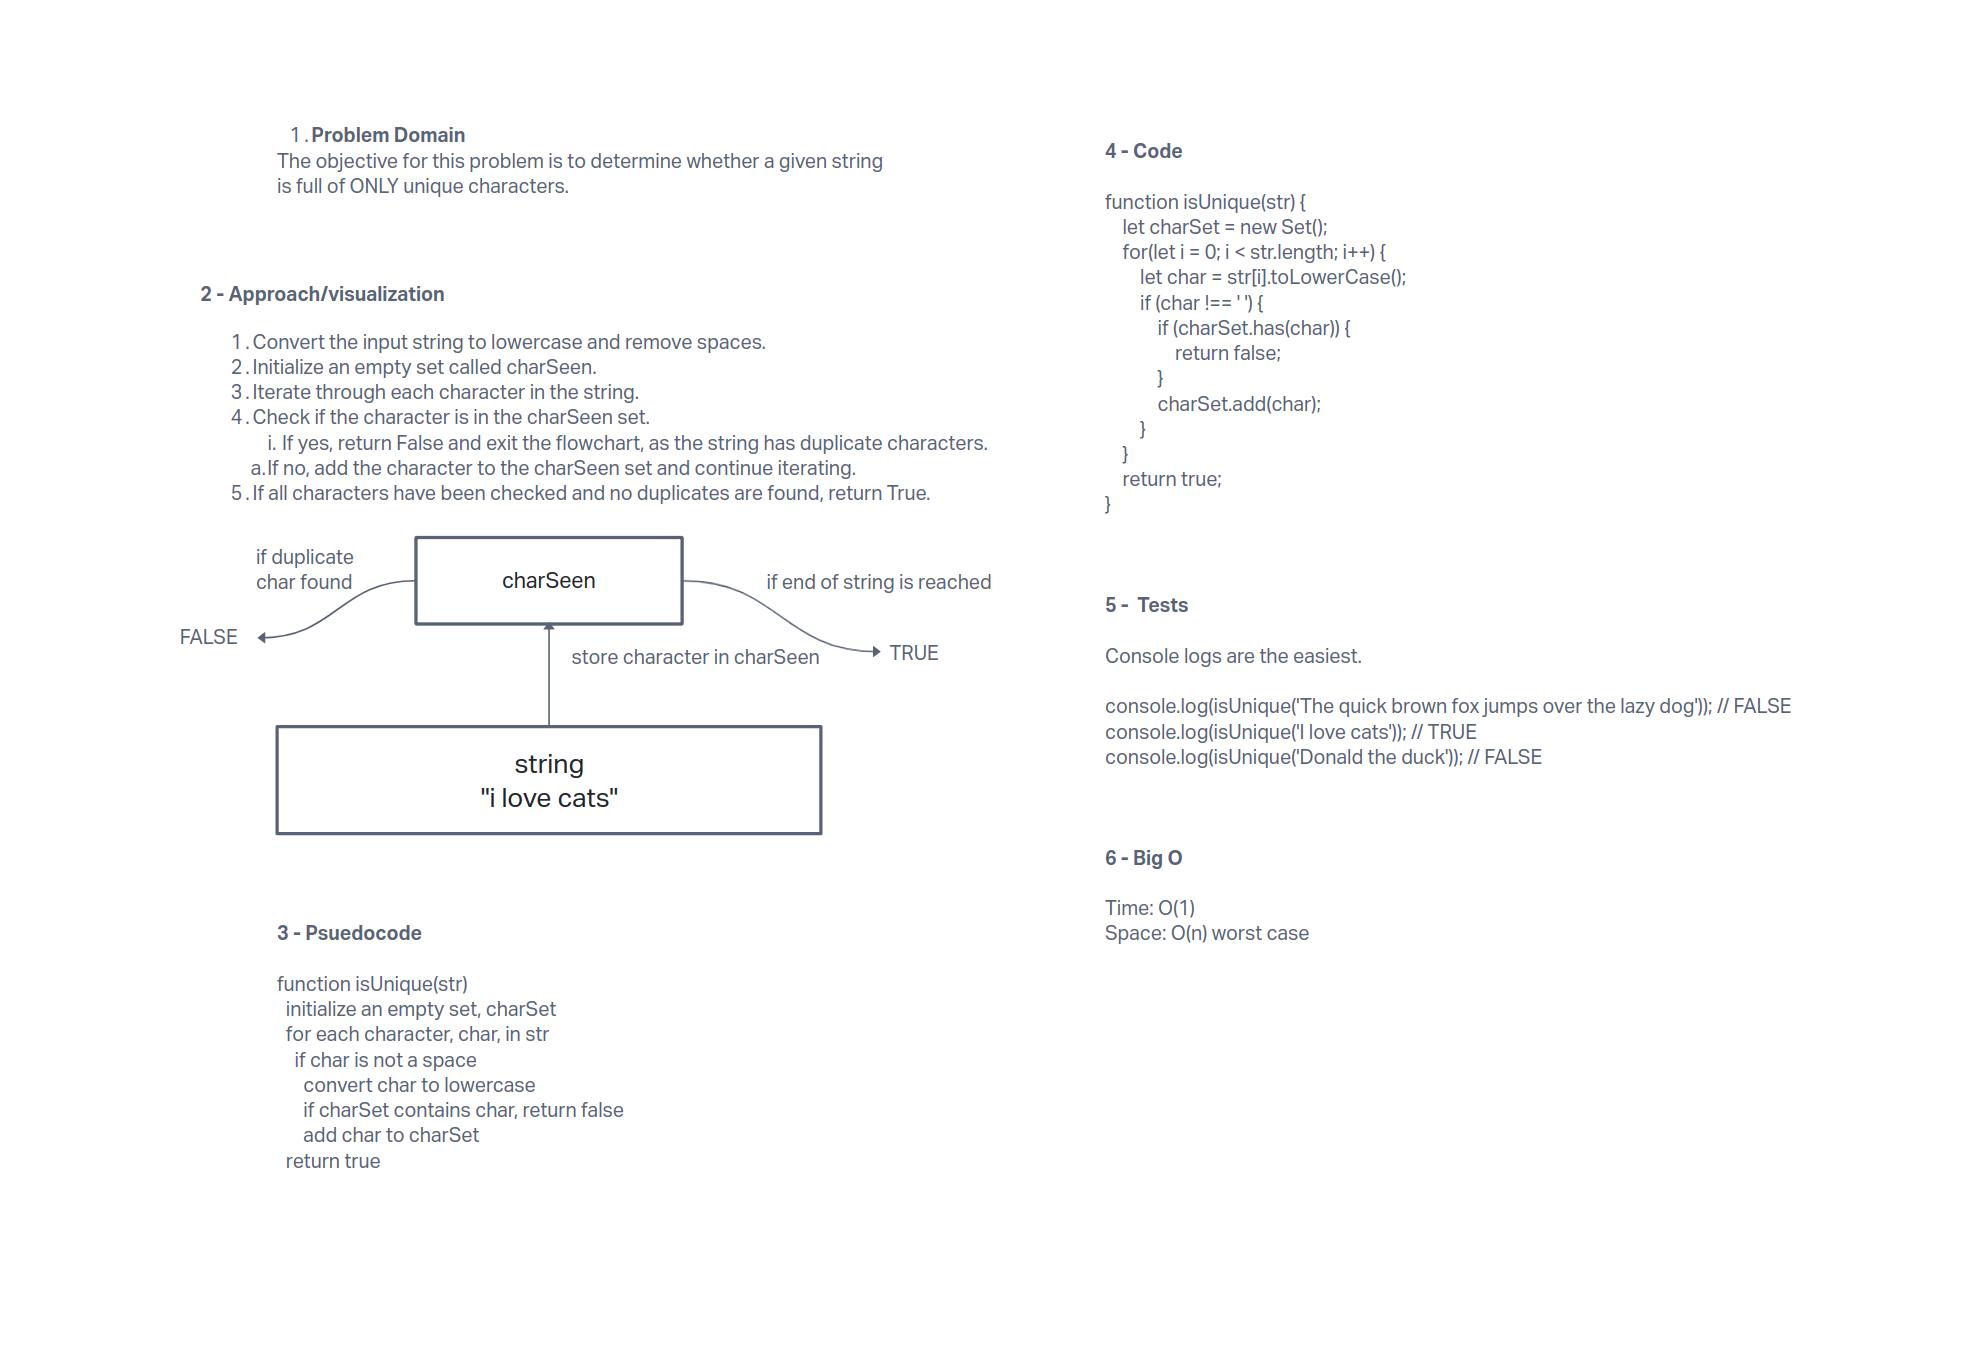 1. Problem Domain
The objective for this problem is to determine whether a given string
is full of ONLY unique characters.
2 - Approach/visualization
1. Convert the input string to lowercase and remove spaces.
2. Initialize an empty set called charSeen.
3. Iterate through each character in the string.
4. Check if the character is in the charSeen set.
i. If yes, return False and exit the flowchart, as the string has duplicate characters.
a. If no, add the character to the charSeen set and continue iterating.
5. If all characters have been checked and no duplicates are found, return True.
if duplicate
char found
charSeen
if end of string is reached
FALSE
store character in charSeen
TRUE
string
"i love cats"
3 - Psuedocode
function isUnique(str)
initialize an empty set, charSet
for each character, char, in str
if char is not a space
convert char to lowercase
if charSet contains char, return false
add char to charSet
return true
4 - Code
function isUnique(str) {
let charSet = new Set();
for(let i = 0; i < str.length; i++) {
let char = str[i].toLowerCase();
if (char !== ' ') {
if (charSet.has(char)) {
return false;
}
charSet.add(char);
}
}
return true;
}
5 - Tests
Console logs are the easiest.
console.log(isUnique('The quick brown fox jumps over the lazy dog')); // FALSE
console.log(isUnique('I love cats')); // TRUE
console.log(isUnique('Donald the duck')); // FALSE
6 - Big O
Time: O(1)
Space: O(n) worst case